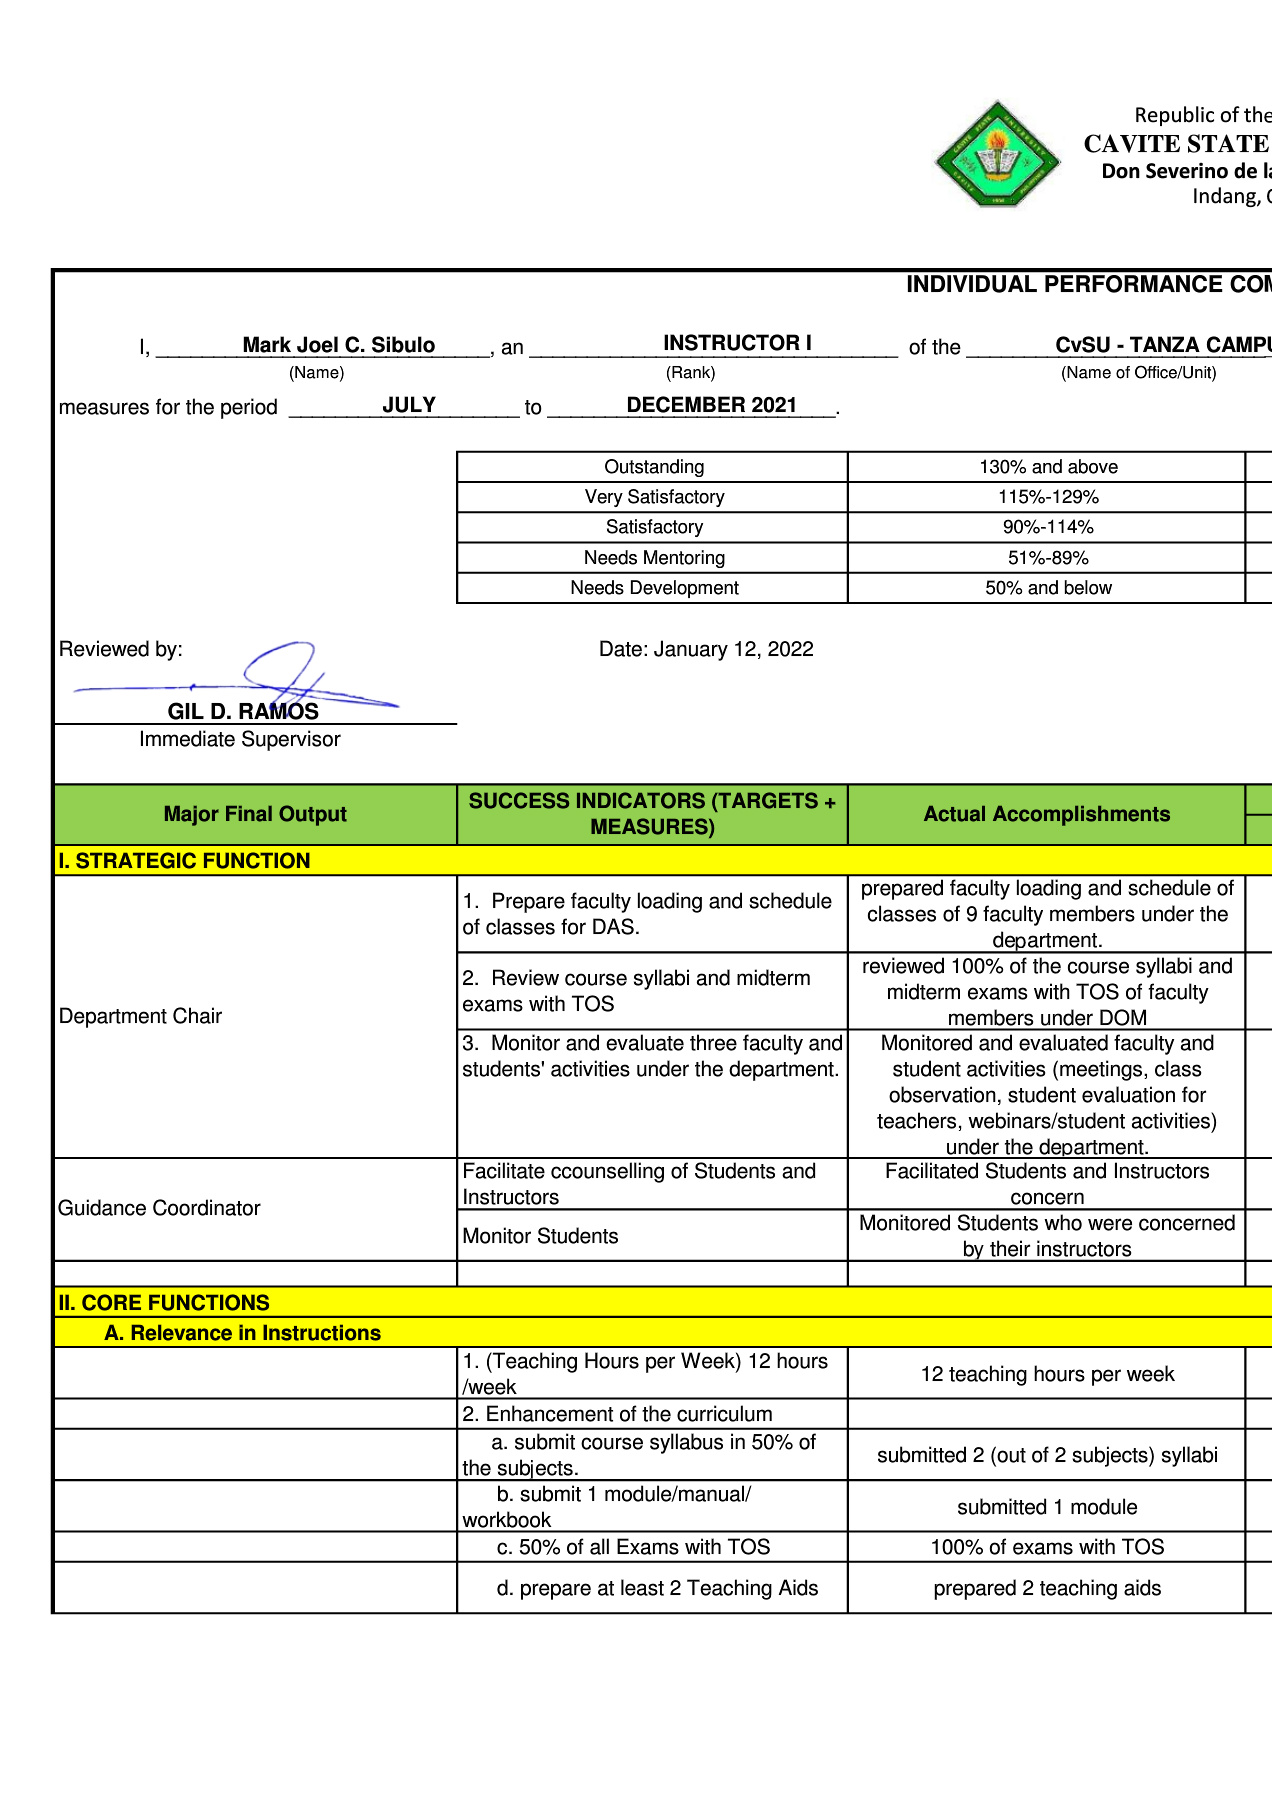 Republic of the
CAVITE STATE
Don Severino de la
Indang, C
INDIVIDUAL PERFORMANCE COM
I, Mark Joel C. Sibulo, an INSTRUCTOR I of the CvSU - TANZA CAMPU
(Name) (Rank) (Name of Office/Unit)
measures for the period JULY to DECEMBER 2021.
Outstanding 130% and above
Very Satisfactory 115%-129%
Satisfactory 90%-114%
Needs Mentoring 51%-89%
Needs Development 50% and below
Reviewed by: Date: January 12, 2022
GIL D. RAMOS
Immediate Supervisor
Major Final Output
SUCCESS INDICATORS (TARGETS +
MEASURES)
Actual Accomplishments
I. STRATEGIC FUNCTION
Department Chair
1. Prepare faculty loading and schedule
of classes for DAS.
prepared faculty loading and schedule of
classes of 9 faculty members under the
department.
2. Review course syllabi and midterm
exams with TOS
reviewed 100% of the course syllabi and
midterm exams with TOS of faculty
members under DOM
3. Monitor and evaluate three faculty and
students' activities under the department.
Monitored and evaluated faculty and
student activities (meetings, class
observation, student evaluation for
teachers, webinars/student activities)
under the department.
Guidance Coordinator
Facilitate ccounselling of Students and
Instructors
Facilitated Students and Instructors
concern
Monitor Students
Monitored Students who were concerned
by their instructors
II. CORE FUNCTIONS
A. Relevance in Instructions
1. (Teaching Hours per Week) 12 hours
/week
12 teaching hours per week
2. Enhancement of the curriculum
a. submit course syllabus in 50% of
the subjects.
submitted 2 (out of 2 subjects) syllabi
b. submit 1 module/manual/
workbook
submitted 1 module
c. 50% of all Exams with TOS
100% of exams with TOS
d. prepare at least 2 Teaching Aids
prepared 2 teaching aids